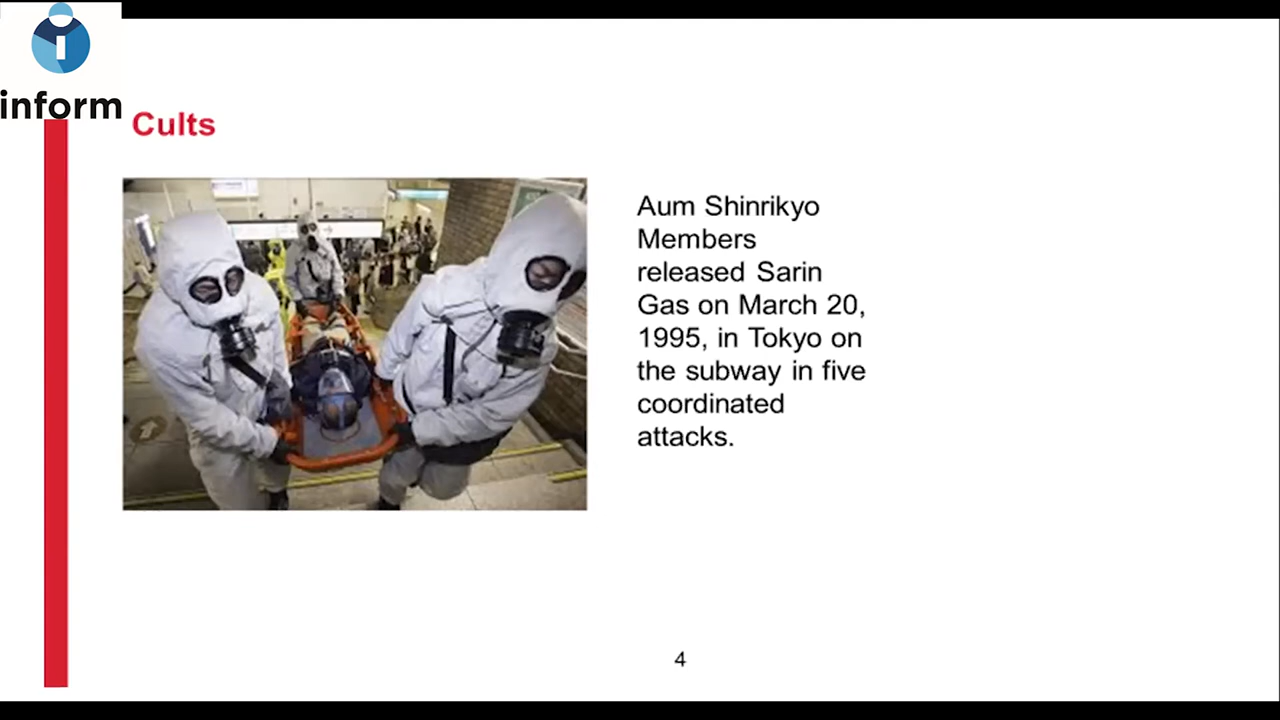 inform
Cults
Aum Shinrikyo
Members
released Sarin
Gas on March 20,
1995, in Tokyo on
the subway in five
coordinated
attacks.
4